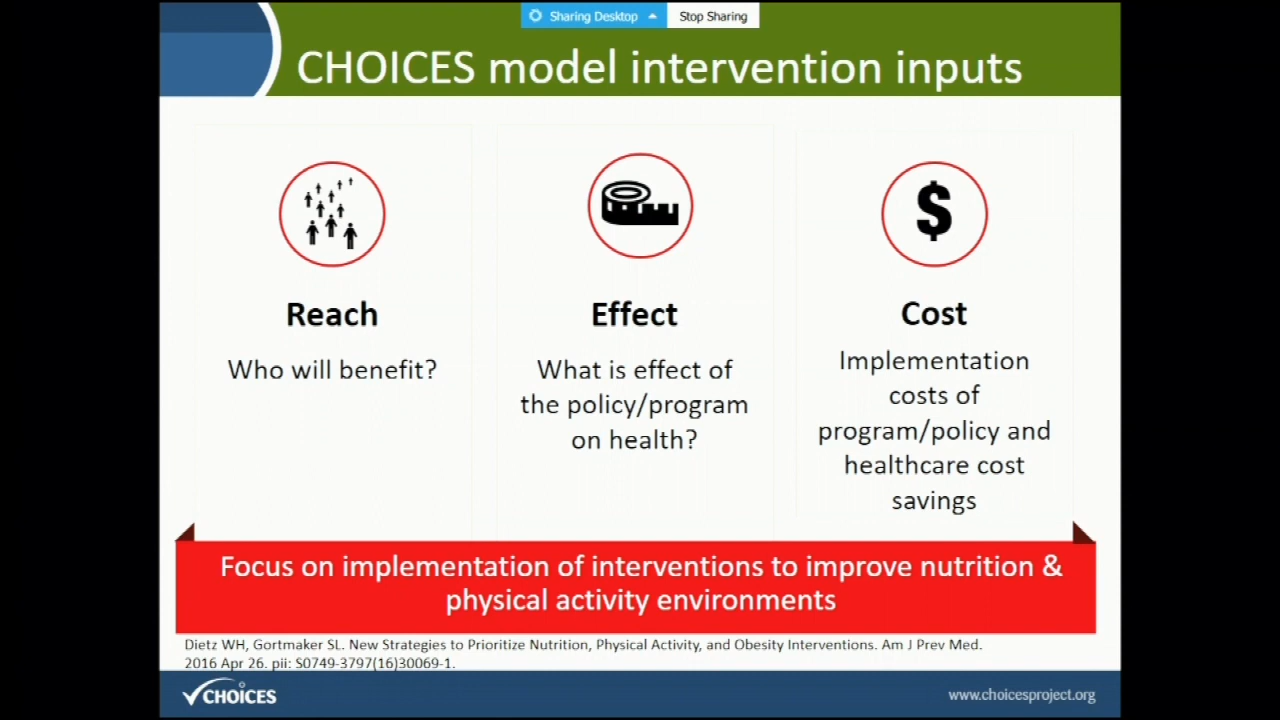 Sharing Desktop
Stop Sharing
CHOICES model intervention inputs
$
Reach
Who will benefit?
Effect
What is effect of
the policy/program
on health?
Cost
Implementation
costs of
program/policy and
healthcare cost
savings
Focus on implementation of interventions to improve nutrition &
physical activity environments
Dietz WH, Gortmaker SL. New Strategies to Prioritize Nutrition, Physical Activity, and Obesity Interventions. Am J Prev Med.
2016 Apr 26. pii: S0749-3797(16)30069-1.
CHOICES
www.choicesproject.org